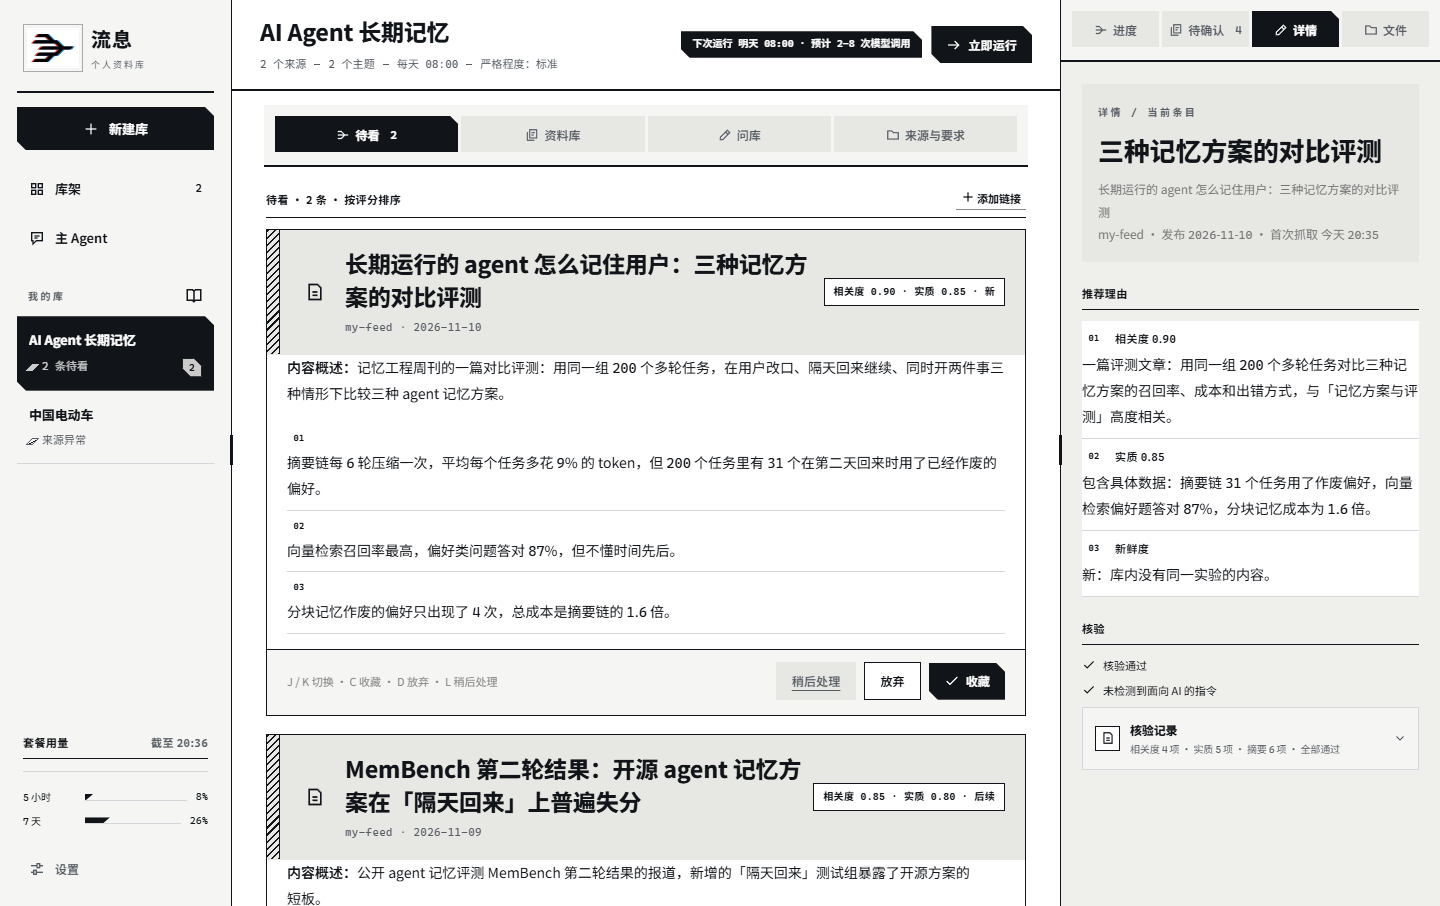 流息
个人资料库
新建库
库架 2
主 Agent
我的库
AI Agent 长期记忆
2 条待看 2
中国电动车
来源异常
套餐用量 截至 20:36
5 小时 8%
7 天 26%
设置
AI Agent 长期记忆
2 个来源 — 2 个主题 — 每天 08:00 — 严格程度：标准
下次运行 明天 08:00 · 预计 2–8 次模型调用
立即运行
待看 2
资料库
问库
来源与要求
待看 · 2 条 · 按评分排序
添加链接
长期运行的 agent 怎么记住用户：三种记忆方
案的对比评测
my-feed · 2026-11-10
相关度 0.90 · 实质 0.85 · 新
内容概述：记忆工程周刊的一篇对比评测：用同一组 200 个多轮任务，在用户改口、隔天回来继续、同时开两件事三
种情形下比较三种 agent 记忆方案。
01
摘要链每 6 轮压缩一次，平均每个任务多花 9% 的 token，但 200 个任务里有 31 个在第二天回来时用了已经作废的
偏好。
02
向量检索召回率最高，偏好类问题答对 87%，但不懂时间先后。
03
分块记忆作废的偏好只出现了 4 次，总成本是摘要链的 1.6 倍。
J / K 切换 · C 收藏 · D 放弃 · L 稍后处理
稍后处理
放弃
收藏
MemBench 第二轮结果：开源 agent 记忆方
案在「隔天回来」上普遍失分
my-feed · 2026-11-09
相关度 0.85 · 实质 0.80 · 后续
内容概述：公开 agent 记忆评测 MemBench 第二轮结果的报道，新增的「隔天回来」测试组暴露了开源方案的
短板。
进度
待确认 4
详情
文件
详情 / 当前条目
三种记忆方案的对比评测
长期运行的 agent 怎么记住用户：三种记忆方案的对比评
测
my-feed · 发布 2026-11-10 · 首次抓取 今天 20:35
推荐理由
01 相关度 0.90
一篇评测文章：用同一组 200 个多轮任务对比三种记
忆方案的召回率、成本和出错方式，与「记忆方案与评
测」高度相关。
02 实质 0.85
包含具体数据：摘要链 31 个任务用了作废偏好，向量
检索偏好题答对 87%，分块记忆成本为 1.6 倍。
03 新鲜度
新：库内没有同一实验的内容。
核验
核验通过
未检测到面向 AI 的指令
核验记录
相关度 4 项 · 实质 5 项 · 摘要 6 项 · 全部通过